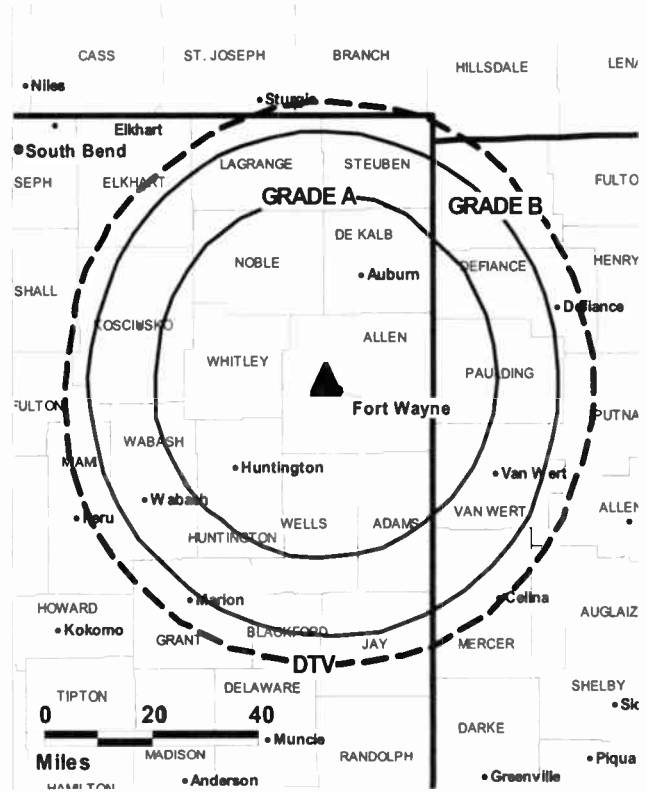 CASS
ST. JOSEPH
BRANCH
HILLSDALE
LENA
Niles
Sturgis
Elkhart
South Bend
LAGRANGE
STEUBEN
SEPH
ELKHART
FULTO
GRADE A
GRADE B
DE KALB
NOBLE
DEFIANCE
HENRY
Auburn
SHALL
Defiance
KOSCIUSKO
ALLEN
WHITLEY
PAULDING
FULTON
Fort Wayne
PUTNA
WABASH
MIAMI
Huntington
Van Wert
Wabash
ALLEN
VAN WERT
Peru
WELLS
ADAMS
HUNTINGTON
Marion
Celina
HOWARD
AUGLAIZ
Kokomo
BLACKFORD
GRANT
JAY
MERCER
DTV
TIPTON
DELAWARE
SHELBY
0 20 40
Sid
DARKE
Muncie
Miles
MADISON
RANDOLPH
Piqua
Anderson
Greenville
HAMILTON